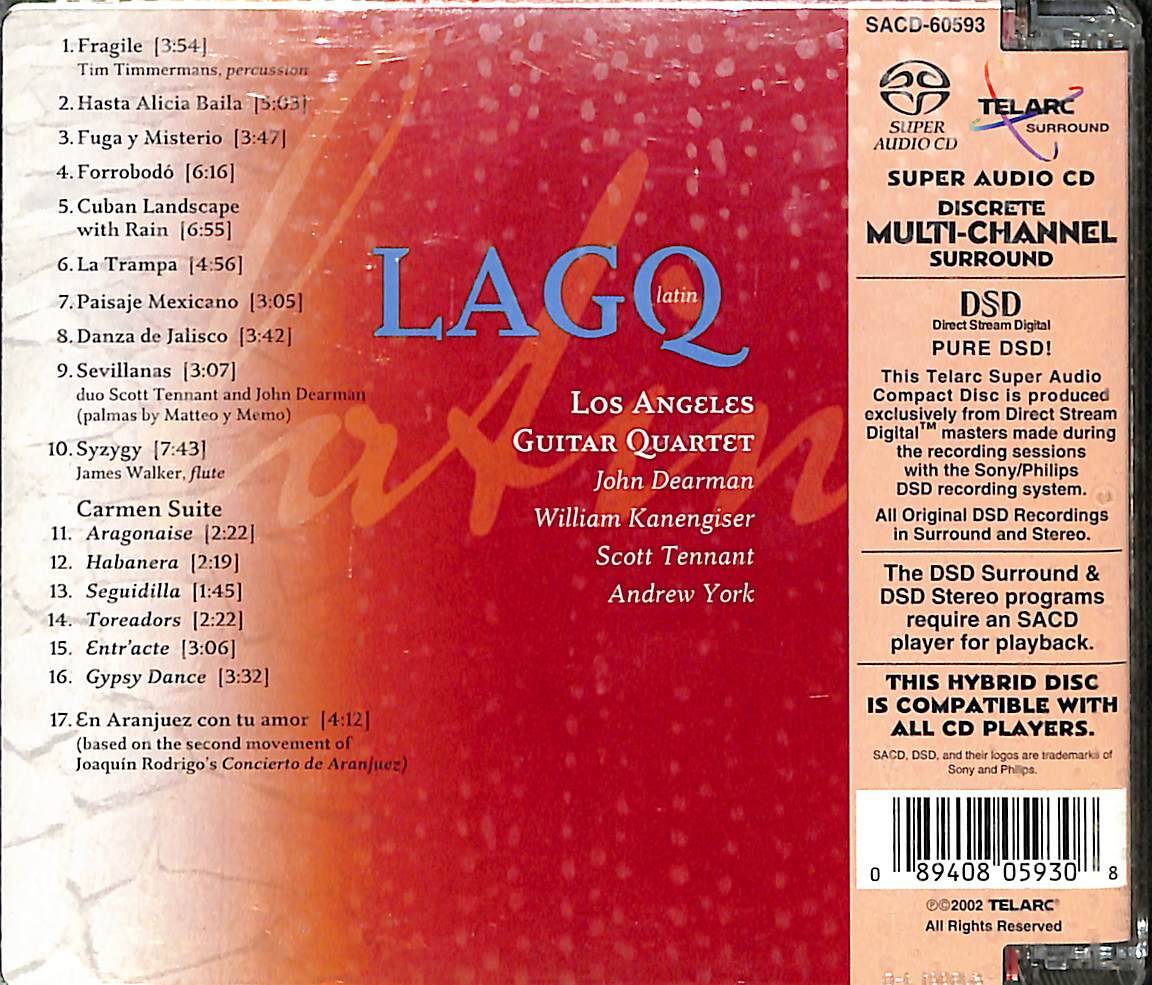 1. Fragile [3:54]
Tim Timmermans, percussion
2. Hasta Alicia Baila [5:03]
3. Fuga y Misterio [3:47]
4. Forrobodó [6:16]
5. Cuban Landscape
with Rain [6:55]
6. La Trampa [4:56]
7. Paisaje Mexicano [3:05]
8. Danza de Jalisco [3:42]
9. Sevillanas [3:07]
duo Scott Tennant and John Dearman
(palmas by Matteo y Memo)
10. Syzygy [7:43]
James Walker, flute
Carmen Suite
11. Aragonaise [2:22]
12. Habanera [2:19]
13. Seguidilla [1:45]
14. Toreadors [2:22]
15. Entr'acte [3:06]
16. Gypsy Dance [3:32]
17. En Aranjuez con tu amor [4:12]
(based on the second movement of
Joaquín Rodrigo's Concierto de Aranjuez)
LAGQ
latin
latin
Los Angeles
Guitar Quartet
John Dearman
William Kanengiser
Scott Tennant
Andrew York
SACD-60593
SUPER
AUDIO CD
TELARC
SURROUND
SUPER AUDIO CD
DISCRETE
MULTI-CHANNEL
SURROUND
DSD
Direct Stream Digital
PURE DSD!
This Telarc Super Audio
Compact Disc is produced
exclusively from Direct Stream
Digital™ masters made during
the recording sessions
with the Sony/Philips
DSD recording system.
All Original DSD Recordings
in Surround and Stereo.
The DSD Surround &
DSD Stereo programs
require an SACD
player for playback.
THIS HYBRID DISC
IS COMPATIBLE WITH
ALL CD PLAYERS.
SACD, DSD, and their logos are trademarks of
Sony and Philips.
0 89408 05930 8
℗©2002 TELARC®
All Rights Reserved